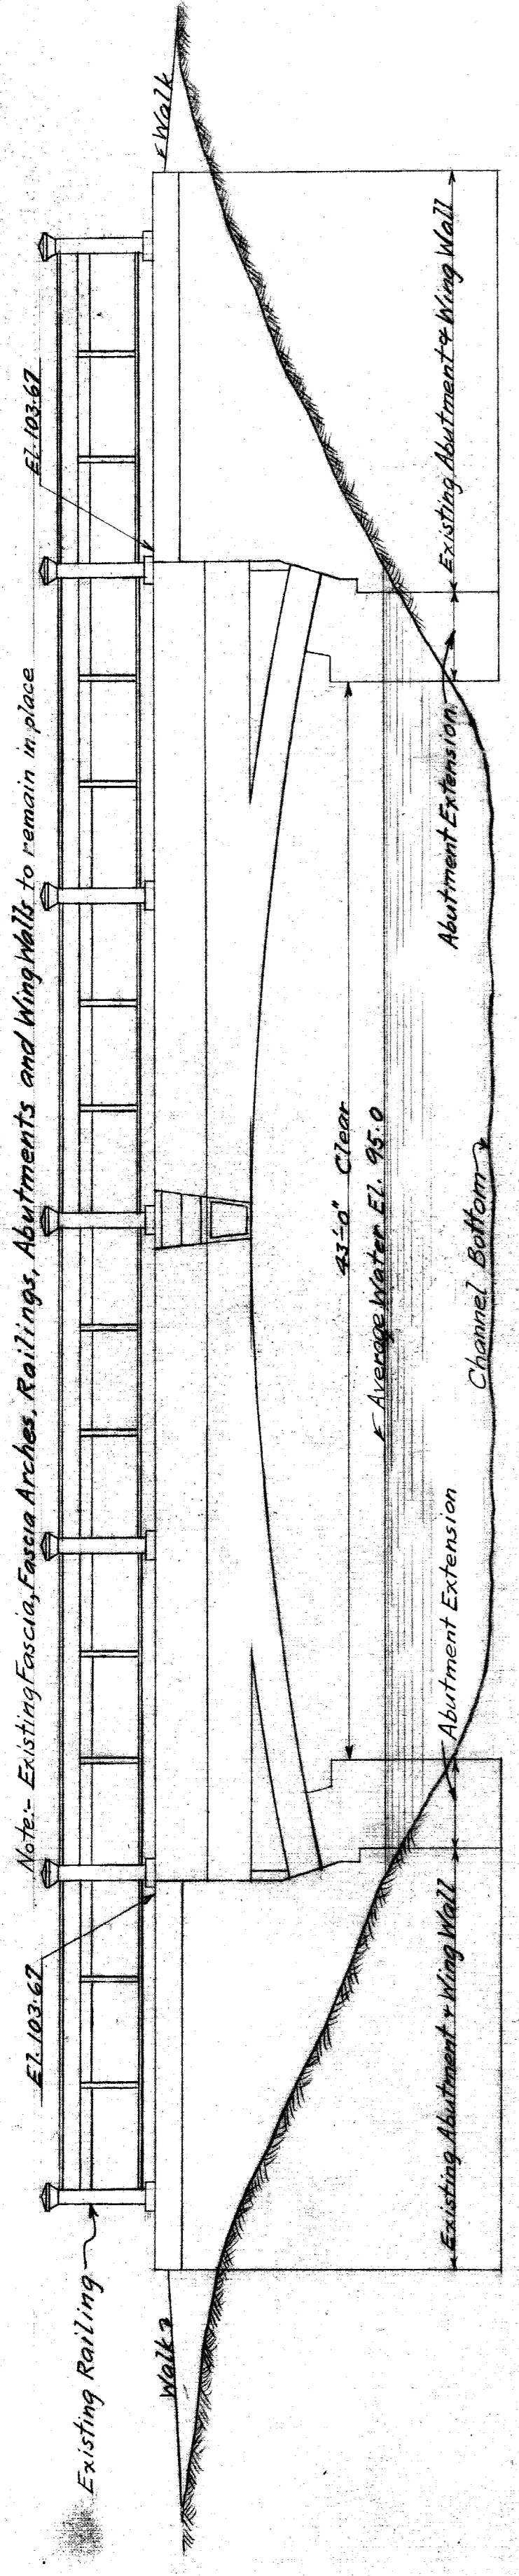 Note:- Existing Fascia, Fascia Arches, Railings, Abutments and Wing Walls to remain in place
El. 103.67
El. 103.67
Existing Railing
Walk
Walk
43'-0" Clear
Average Water El. 95.0
Existing Abutment & Wing Wall
Abutment Extension
Channel Bottom
Abutment Extension
Existing Abutment & Wing Wall